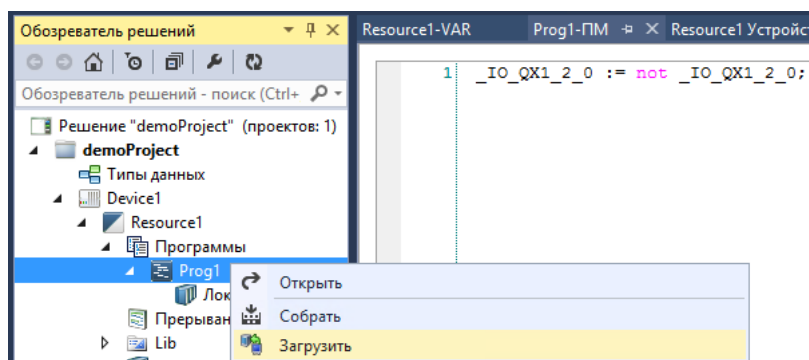 Обозреватель решений
Обозреватель решений - поиск (Ctrl+
Решение "demoProject" (проектов: 1)
demoProject
Типы данных
Device1
Resource1
Программы
Prog1
Лок
Прерыван
Lib
Открыть
Собрать
Загрузить
Resource1-VAR Prog1-ПМ Resource1 Устройс
1 _IO_QX1_2_0 := not _IO_QX1_2_0;